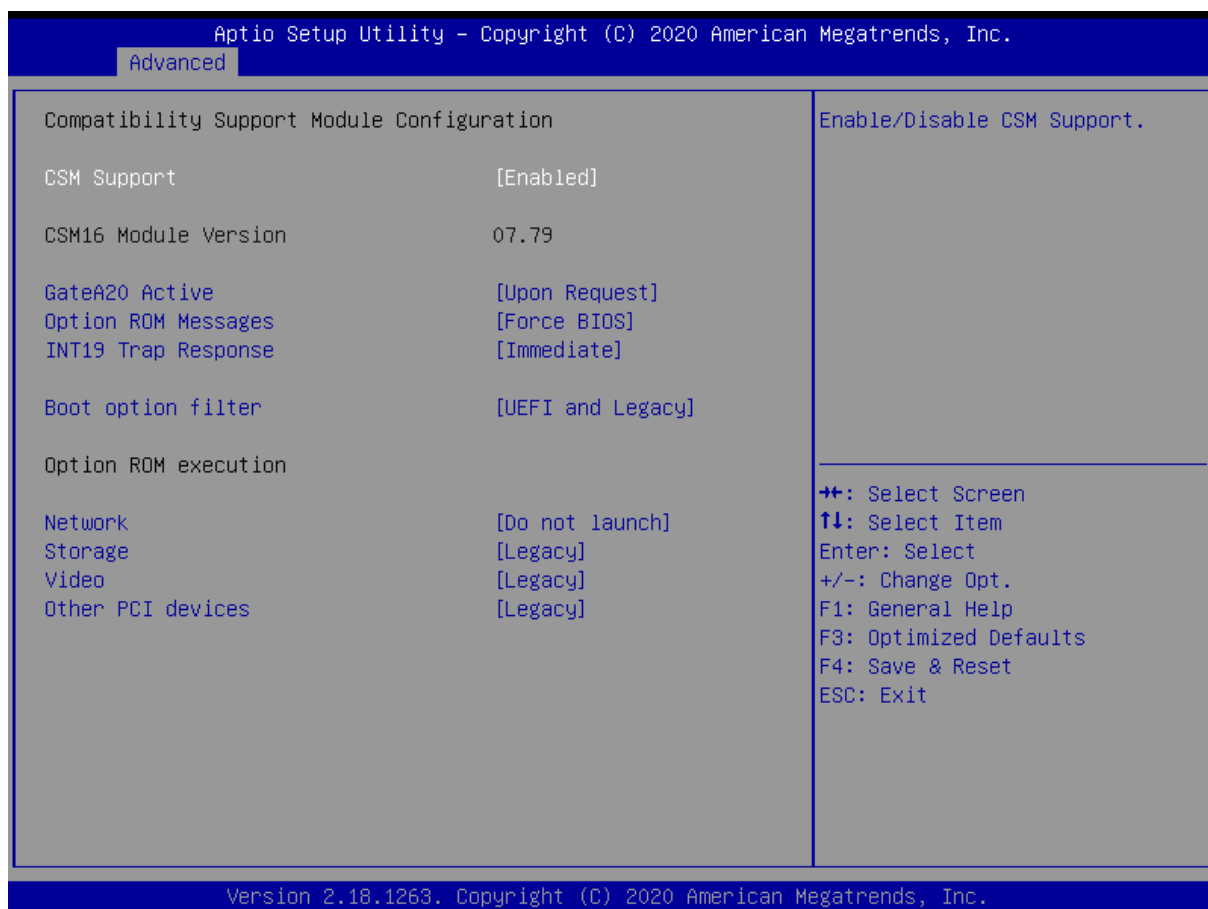 Aptio Setup Utility – Copyright (C) 2020 American Megatrends, Inc.
Advanced
Compatibility Support Module Configuration
CSM Support [Enabled]
CSM16 Module Version 07.79
GateA20 Active [Upon Request]
Option ROM Messages [Force BIOS]
INT19 Trap Response [Immediate]
Boot option filter [UEFI and Legacy]
Option ROM execution
Network [Do not launch]
Storage [Legacy]
Video [Legacy]
Other PCI devices [Legacy]
Enable/Disable CSM Support.
→←: Select Screen
↑↓: Select Item
Enter: Select
+/-: Change Opt.
F1: General Help
F3: Optimized Defaults
F4: Save & Reset
ESC: Exit
Version 2.18.1263. Copyright (C) 2020 American Megatrends, Inc.